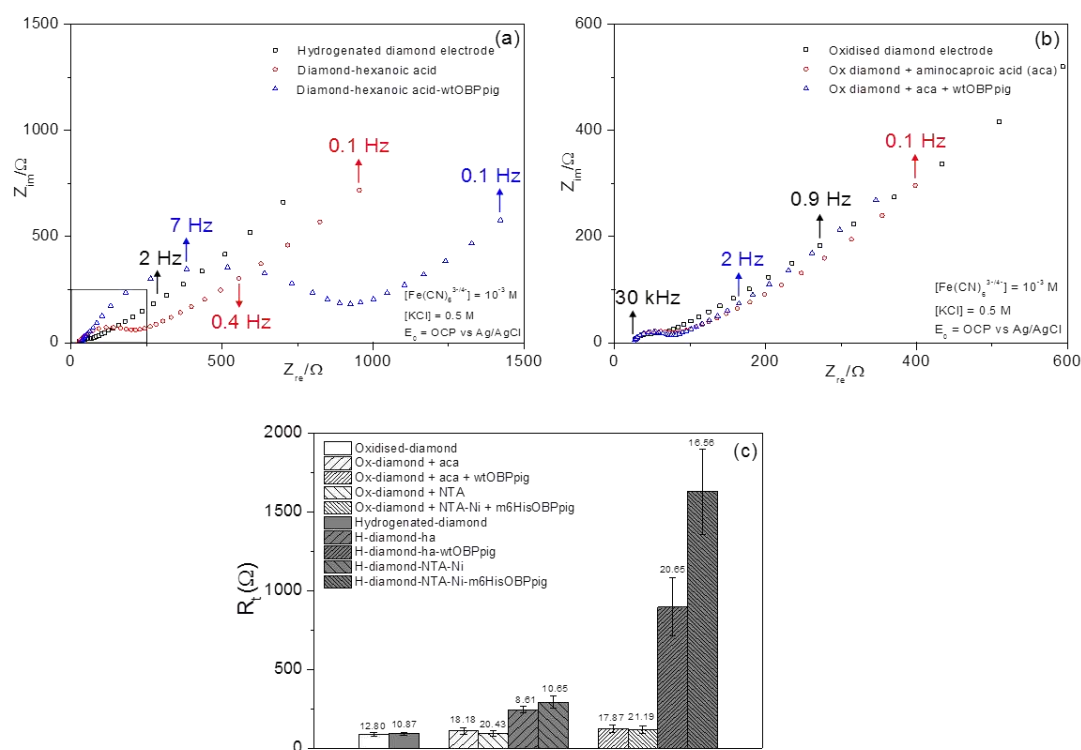 (a)
1500
1000
500
0
Z_im/Ω
Hydrogenated diamond electrode
Diamond-hexanoic acid
Diamond-hexanoic acid-wtOBPpig
0.1 Hz
0.1 Hz
7 Hz
2 Hz
0.4 Hz
[Fe(CN)₆³⁻/⁴⁻] = 10⁻³ M
[KCl] = 0.5 M
E₀ = OCP vs Ag/AgCl
0 500 1000 1500
Z_re/Ω
(b)
600
400
200
0
Z_im/Ω
Oxidised diamond electrode
Ox diamond + aminocaproic acid (aca)
Ox diamond + aca + wtOBPpig
0.1 Hz
0.9 Hz
2 Hz
30 kHz
[Fe(CN)₆³⁻/⁴⁻] = 10⁻³ M
[KCl] = 0.5 M
E₀ = OCP vs Ag/AgCl
0 200 400 600
Z_re/Ω
(c)
2000
1500
1000
500
0
R_t(Ω)
Oxidised-diamond
Ox-diamond + aca
Ox-diamond + aca + wtOBPpig
Ox-diamond + NTA
Ox-diamond + NTA-Ni + m6HisOBPpig
Hydrogenated-diamond
H-diamond-ha
H-diamond-ha-wtOBPpig
H-diamond-NTA-Ni
H-diamond-NTA-Ni-m6HisOBPpig
12.80 10.87
18.18 20.43 8.61 10.65
17.87 21.19 20.65 16.56